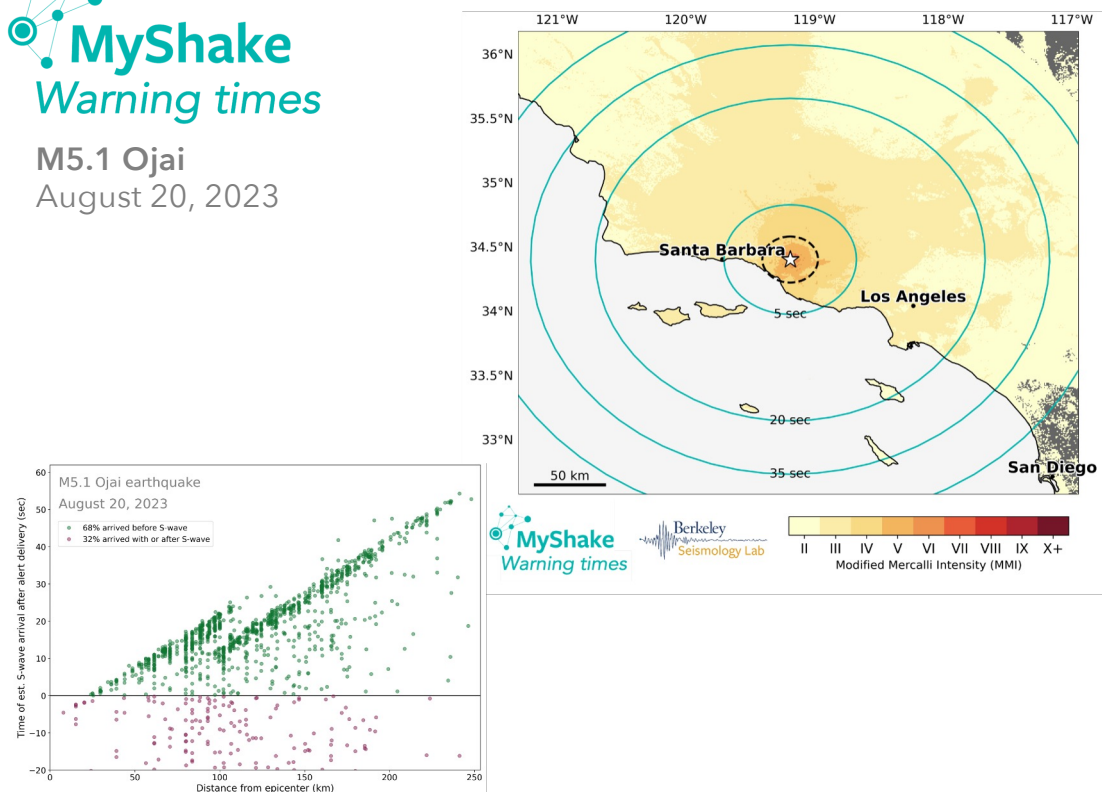 MyShake
Warning times
M5.1 Ojai
August 20, 2023
121°W 120°W 119°W 118°W 117°W
36°N
35.5°N
35°N
34.5°N
34°N
33.5°N
33°N
Santa Barbara
Los Angeles
San Diego
5 sec
20 sec
35 sec
50 km
MyShake
Warning times
Berkeley
Seismology Lab
II III IV V VI VII VIII IX X+
Modified Mercalli Intensity (MMI)
M5.1 Ojai earthquake
August 20, 2023
68% arrived before S-wave
32% arrived with or after S-wave
Time of est. S-wave arrival after alert delivery (sec)
60
50
40
30
20
10
0
−10
−20
0 50 100 150 200 250
Distance from epicenter (km)